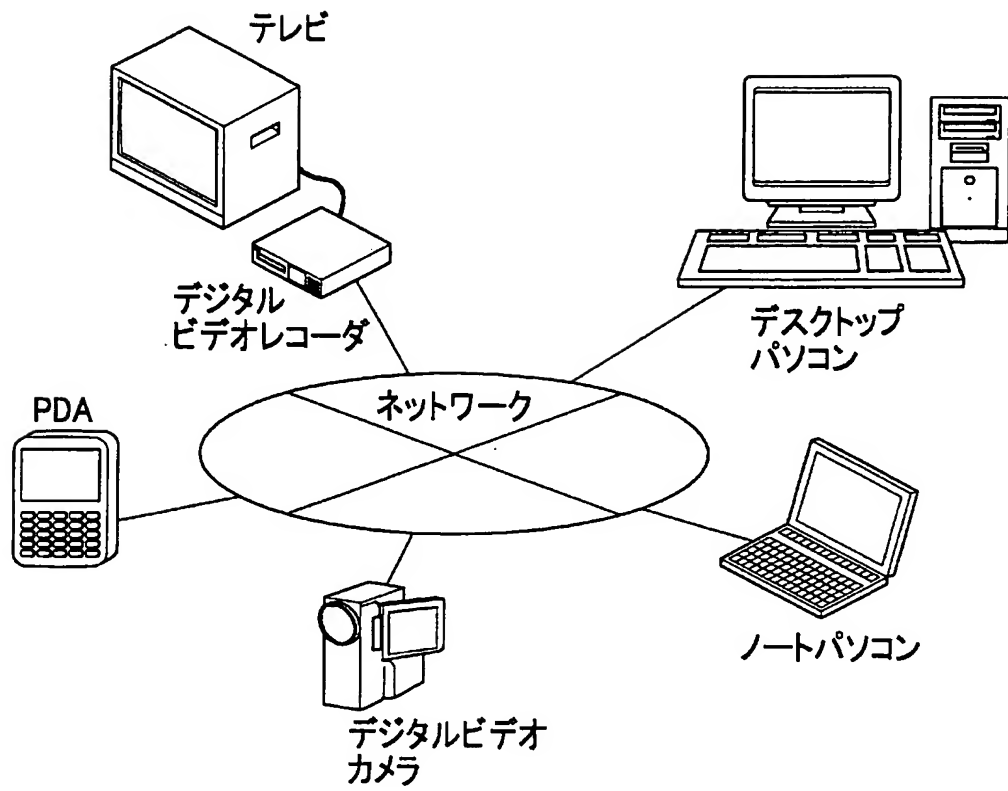 テレビ
デジタル
ビデオレコーダ
デスクトップ
パソコン
ネットワーク
PDA
ノートパソコン
デジタルビデオ
カメラ